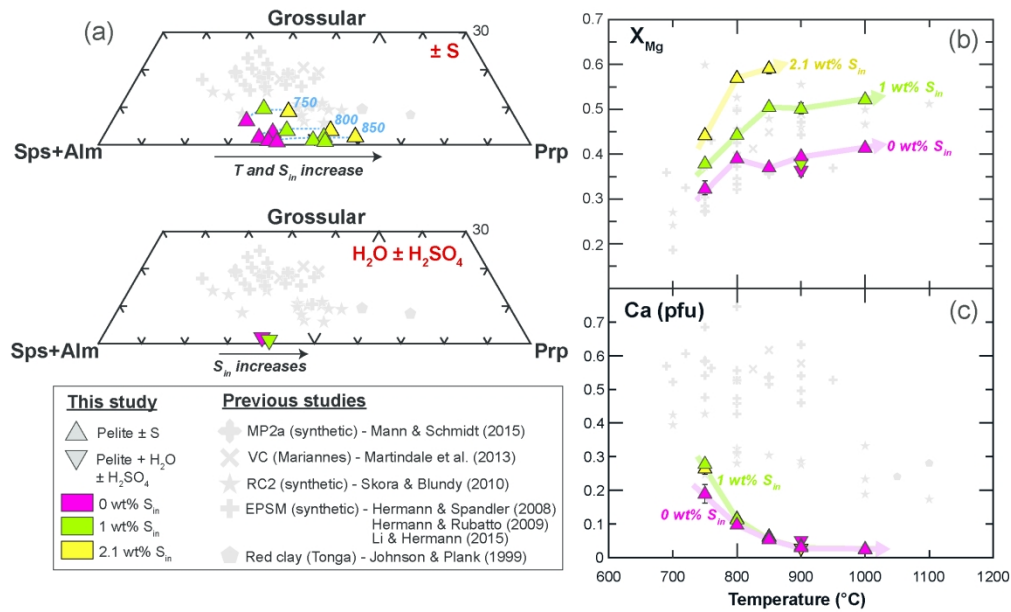 (a)
Grossular
30
± S
750
800
850
Sps+Alm
Prp
T and Sin increase
Grossular
30
H2O ± H2SO4
Sps+Alm
Prp
Sin increases
This study
Pelite ± S
Pelite + H2O
± H2SO4
0 wt% Sin
1 wt% Sin
2.1 wt% Sin
Previous studies
MP2a (synthetic) - Mann & Schmidt (2015)
VC (Mariannes) - Martindale et al. (2013)
RC2 (synthetic) - Skora & Blundy (2010)
EPSM (synthetic) - Hermann & Spandler (2008)
Hermann & Rubatto (2009)
Li & Hermann (2015)
Red clay (Tonga) - Johnson & Plank (1999)
0.7
XMg
(b)
0.6
2.1 wt% Sin
0.5
1 wt% Sin
0.4
0 wt% Sin
0.3
0.2
Ca (pfu)
(c)
0.7
0.6
0.5
0.4
0.3
1 wt% Sin
0.2
0 wt% Sin
0.1
0
600
700
800
900
1000
1100
1200
Temperature (°C)